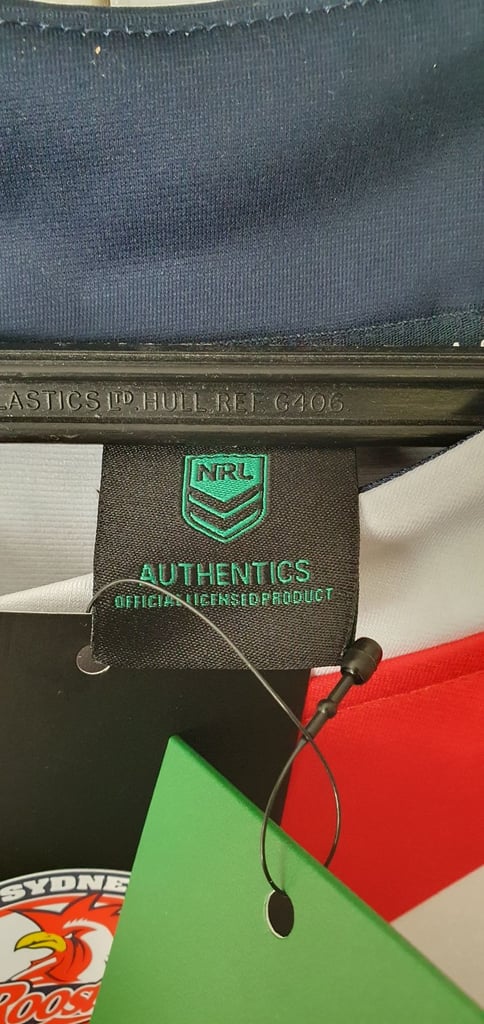 LASTICS LTD. HULL REF G406
NRL
AUTHENTICS
OFFICIAL LICENSED PRODUCT
SYDNE
Roos